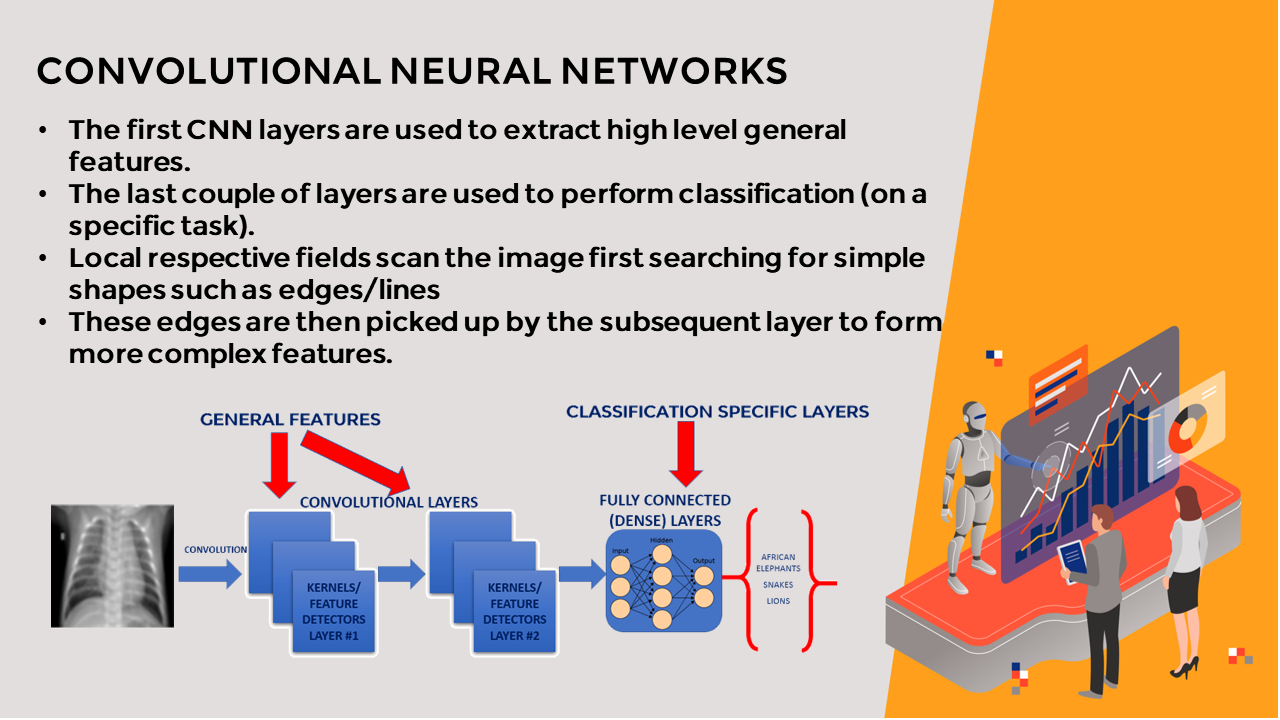 CONVOLUTIONAL NEURAL NETWORKS
• The first CNN layers are used to extract high level general
features.
• The last couple of layers are used to perform classification (on a
specific task).
• Local respective fields scan the image first searching for simple
shapes such as edges/lines
• These edges are then picked up by the subsequent layer to form
more complex features.
GENERAL FEATURES
CLASSIFICATION SPECIFIC LAYERS
CONVOLUTIONAL LAYERS
FULLY CONNECTED
(DENSE) LAYERS
CONVOLUTION
KERNELS/
FEATURE
DETECTORS
LAYER #1
KERNELS/
FEATURE
DETECTORS
LAYER #2
Input
Hidden
Output
AFRICAN
ELEPHANTS
SNAKES
LIONS